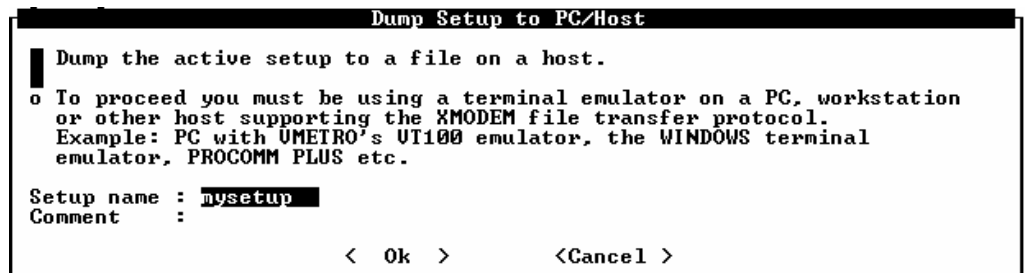 Dump Setup to PC/Host
Dump the active setup to a file on a host.
o To proceed you must be using a terminal emulator on a PC, workstation
or other host supporting the XMODEM file transfer protocol.
Example: PC with VMETRO's VT100 emulator, the WINDOWS terminal
emulator, PROCOMM PLUS etc.
Setup name : mysetup
Comment :
< Ok > <Cancel >